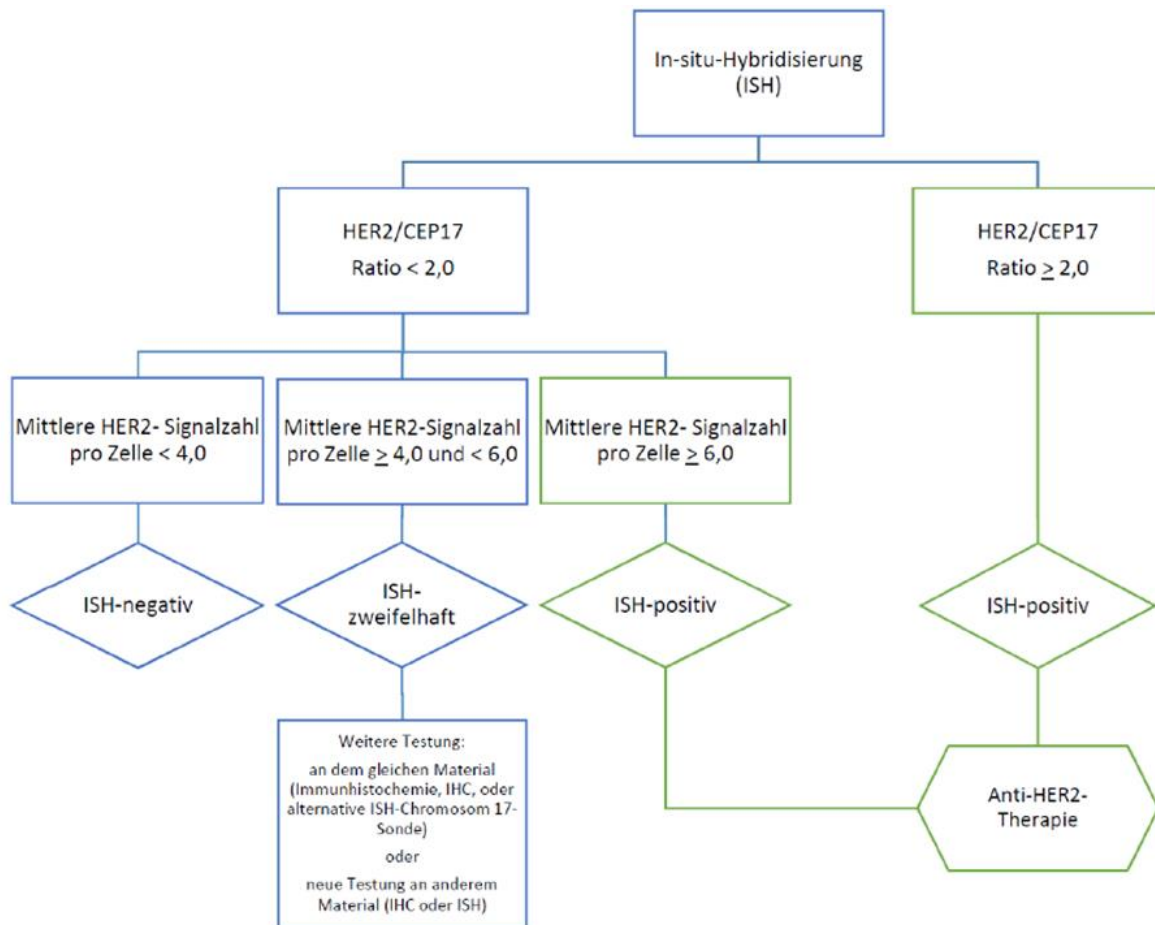 In-situ-Hybridisierung
(ISH)
HER2/CEP17
Ratio < 2,0
HER2/CEP17
Ratio ≥ 2,0
Mittlere HER2- Signalzahl
pro Zelle < 4,0
Mittlere HER2-Signalzahl
pro Zelle ≥ 4,0 und < 6,0
Mittlere HER2- Signalzahl
pro Zelle ≥ 6,0
ISH-negativ
ISH-
zweifelhaft
ISH-positiv
ISH-positiv
Weitere Testung:
an dem gleichen Material
(Immunhistochemie, IHC, oder
alternative ISH-Chromosom 17-
Sonde)
oder
neue Testung an anderem
Material (IHC oder ISH)
Anti-HER2-
Therapie